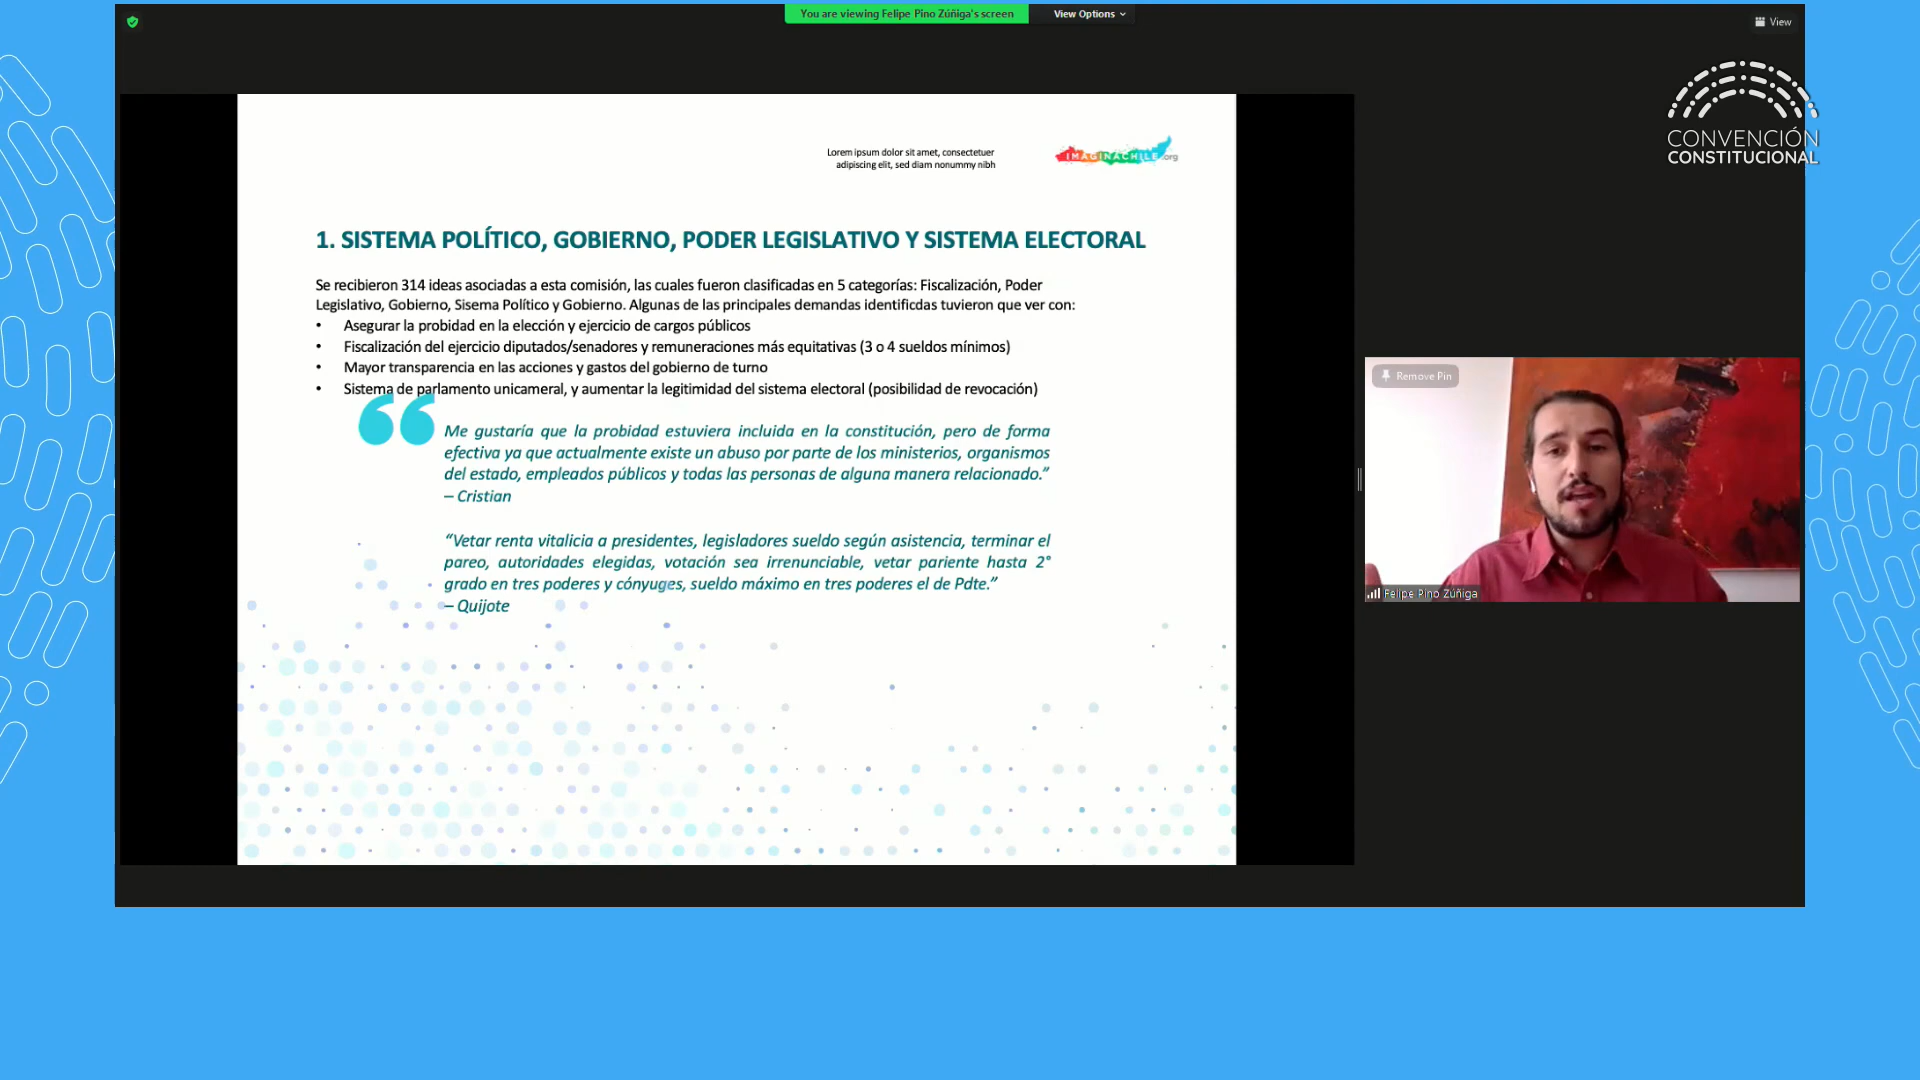 You are viewing Felipe Pino Zúñiga's screen
View Options
View
CONVENCIÓN
CONSTITUCIONAL
Lorem ipsum dolor sit amet, consectetuer
adipiscing elit, sed diam nonummy nibh
IMAGINACHILE.org
1. SISTEMA POLÍTICO, GOBIERNO, PODER LEGISLATIVO Y SISTEMA ELECTORAL
Se recibieron 314 ideas asociadas a esta comisión, las cuales fueron clasificadas en 5 categorías: Fiscalización, Poder
Legislativo, Gobierno, Sisema Político y Gobierno. Algunas de las principales demandas identificdas tuvieron que ver con:
• Asegurar la probidad en la elección y ejercicio de cargos públicos
• Fiscalización del ejercicio diputados/senadores y remuneraciones más equitativas (3 o 4 sueldos mínimos)
• Mayor transparencia en las acciones y gastos del gobierno de turno
• Sistema de parlamento unicameral, y aumentar la legitimidad del sistema electoral (posibilidad de revocación)
“
Me gustaría que la probidad estuviera incluida en la constitución, pero de forma
efectiva ya que actualmente existe un abuso por parte de los ministerios, organismos
del estado, empleados públicos y todas las personas de alguna manera relacionado.”
– Cristian
“Vetar renta vitalicia a presidentes, legisladores sueldo según asistencia, terminar el
pareo, autoridades elegidas, votación sea irrenunciable, vetar pariente hasta 2°
grado en tres poderes y cónyuges, sueldo máximo en tres poderes el de Pdte.”
– Quijote
Remove Pin
Felipe Pino Zúñiga